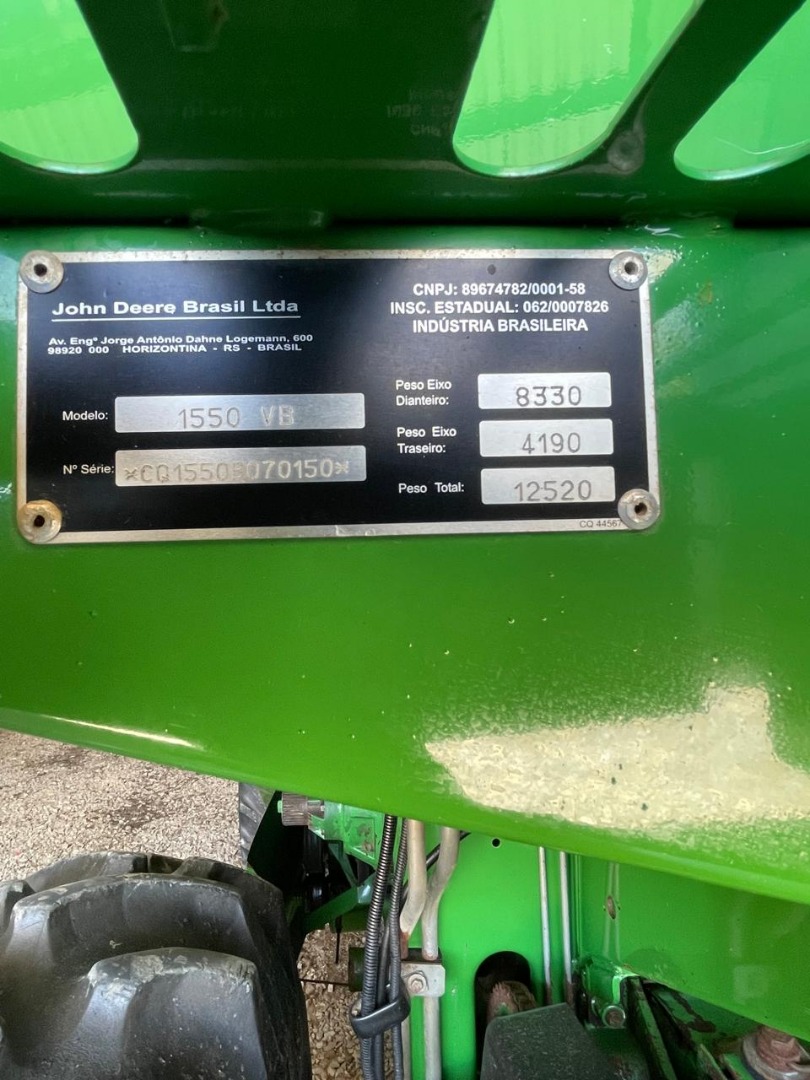 John Deere Brasil Ltda
Av. Engº Jorge Antônio Dahne Logemann, 600
98920 000 HORIZONTINA - RS - BRASIL
CNPJ: 89674782/0001-58
INSC. ESTADUAL: 062/0007826
INDÚSTRIA BRASILEIRA
Modelo: 1550 VB
Nº Série:
Peso Eixo
Dianteiro: 8330
Peso Eixo
Traseiro: 4190
Peso Total: 12520
CQ 44567